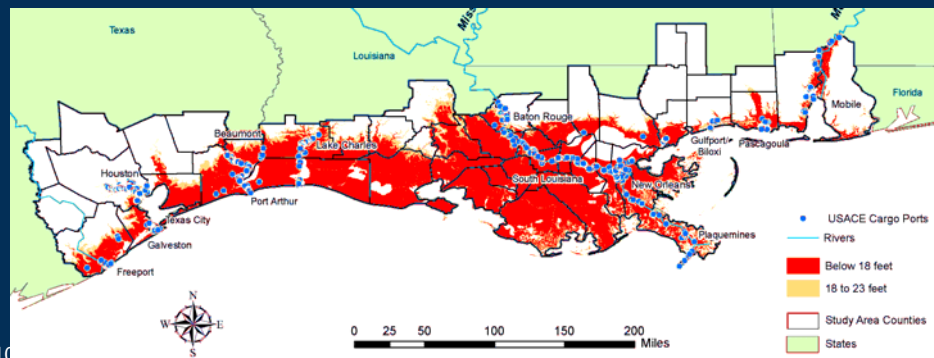 Texas
Louisiana
Miss
M
Florida
Mobile
Baton Rouge
Beaumont
Lake Charles
Gulfport/
Biloxi
Pascagoula
Houston
South Louisiana
New Orleans
Port Arthur
Texas City
Galveston
Plaquemines
Freeport
USACE Cargo Ports
Rivers
Below 18 feet
18 to 23 feet
Study Area Counties
States
N
W
E
S
0 25 50 100 150 200
Miles